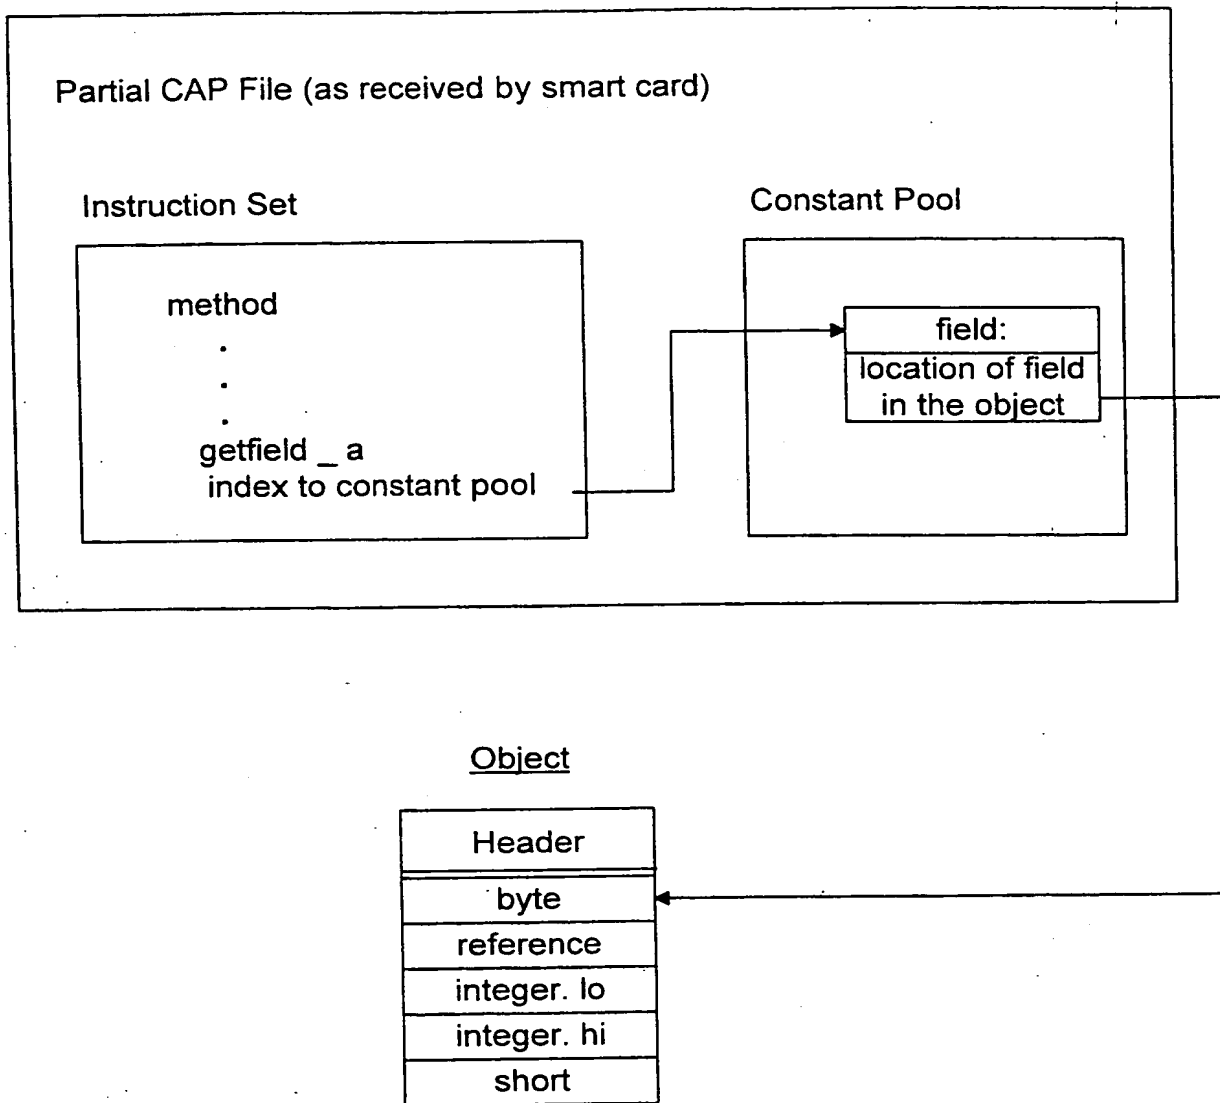 Partial CAP File (as received by smart card)
Instruction Set
method
.
.
.
getfield _ a
index to constant pool
Constant Pool
field:
location of field
in the object
Object
Header
byte
reference
integer. lo
integer. hi
short